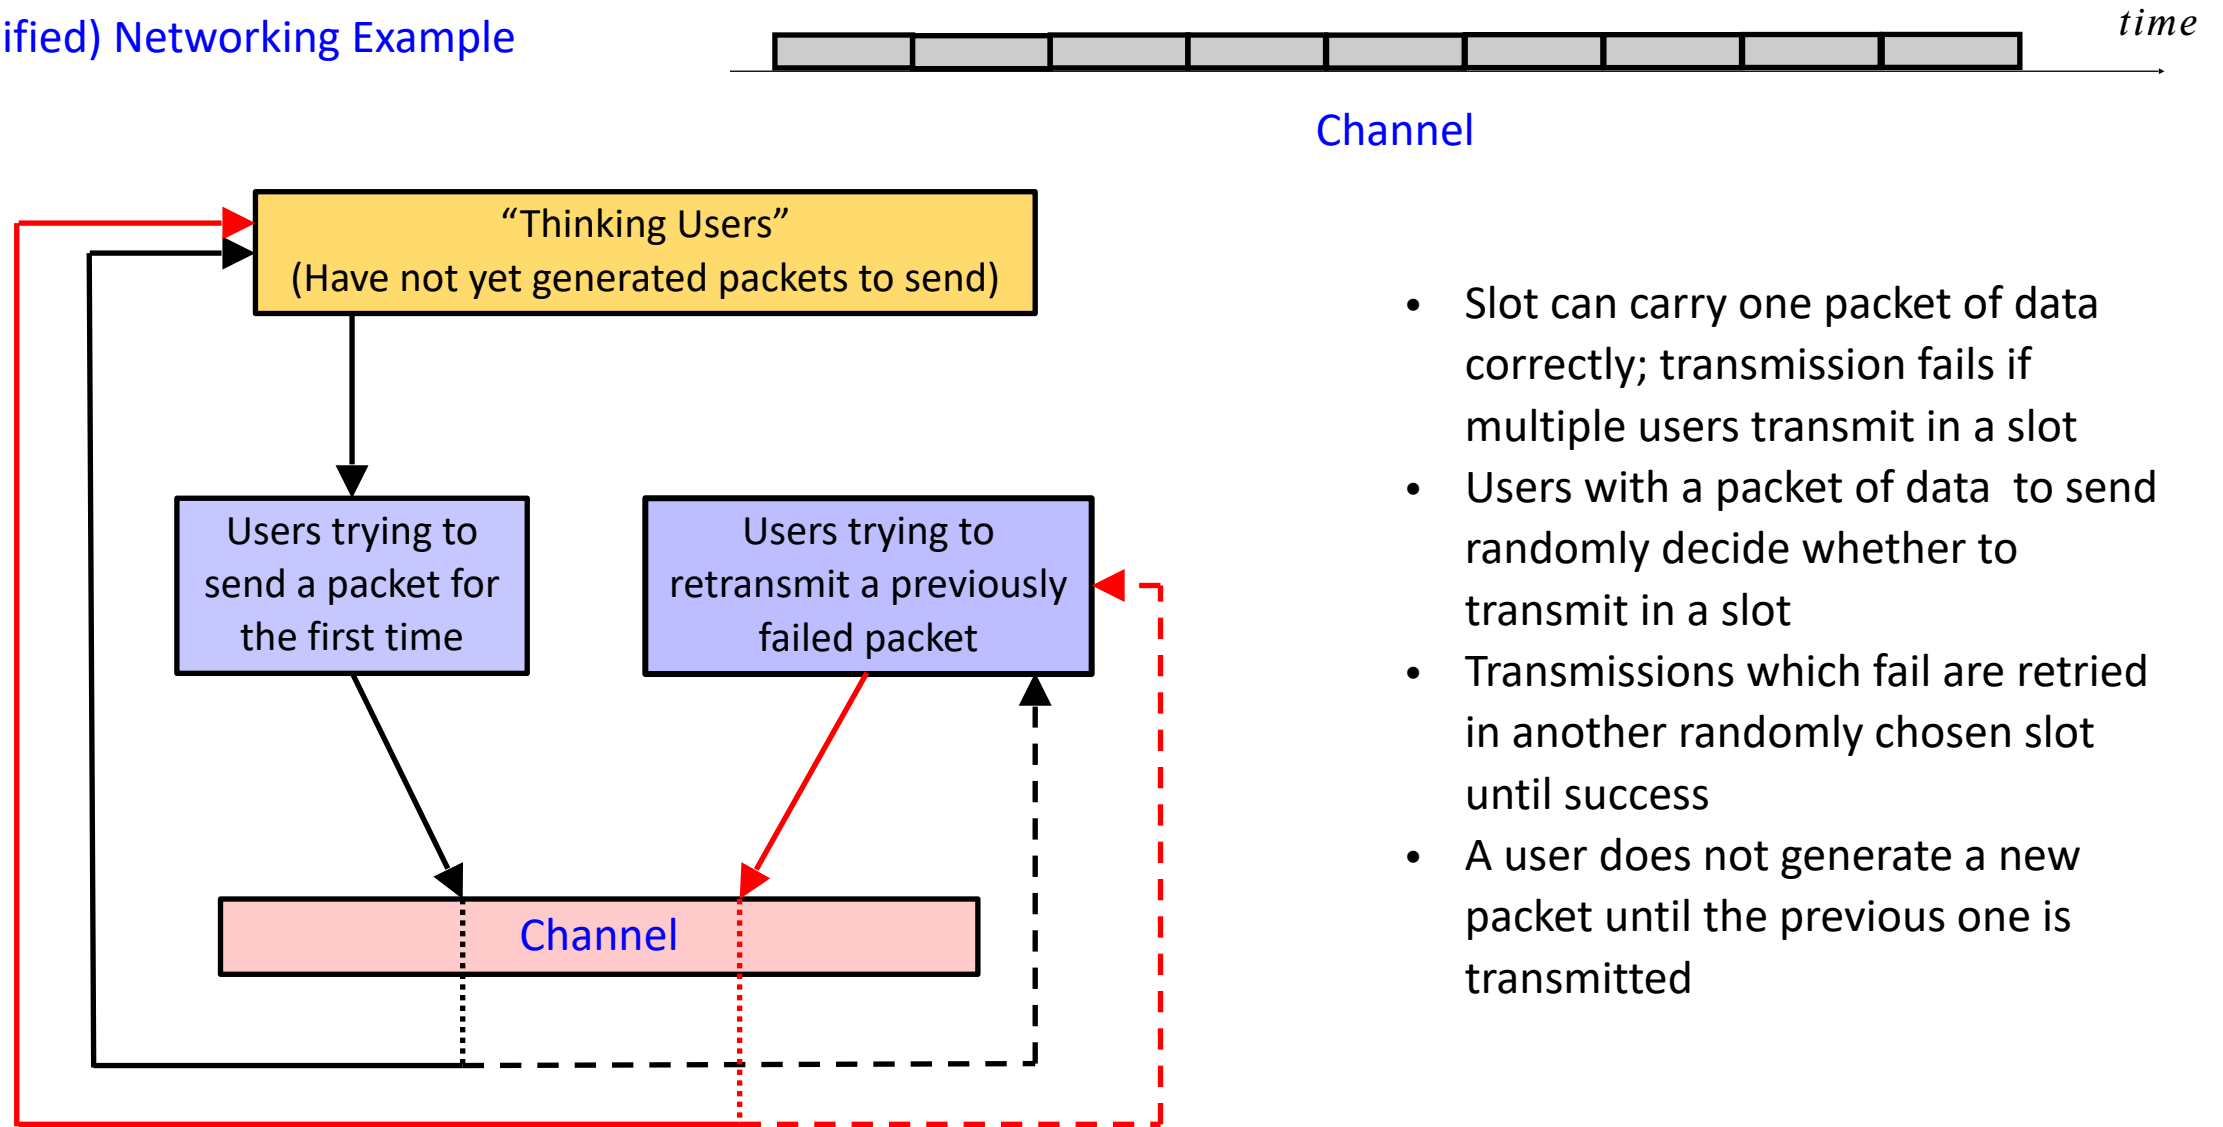 ified) Networking Example
time
Channel
“Thinking Users”
(Have not yet generated packets to send)
Users trying to
send a packet for
the first time
Users trying to
retransmit a previously
failed packet
Channel
• Slot can carry one packet of data
correctly; transmission fails if
multiple users transmit in a slot
• Users with a packet of data  to send
randomly decide whether to
transmit in a slot
• Transmissions which fail are retried
in another randomly chosen slot
until success
• A user does not generate a new
packet until the previous one is
transmitted